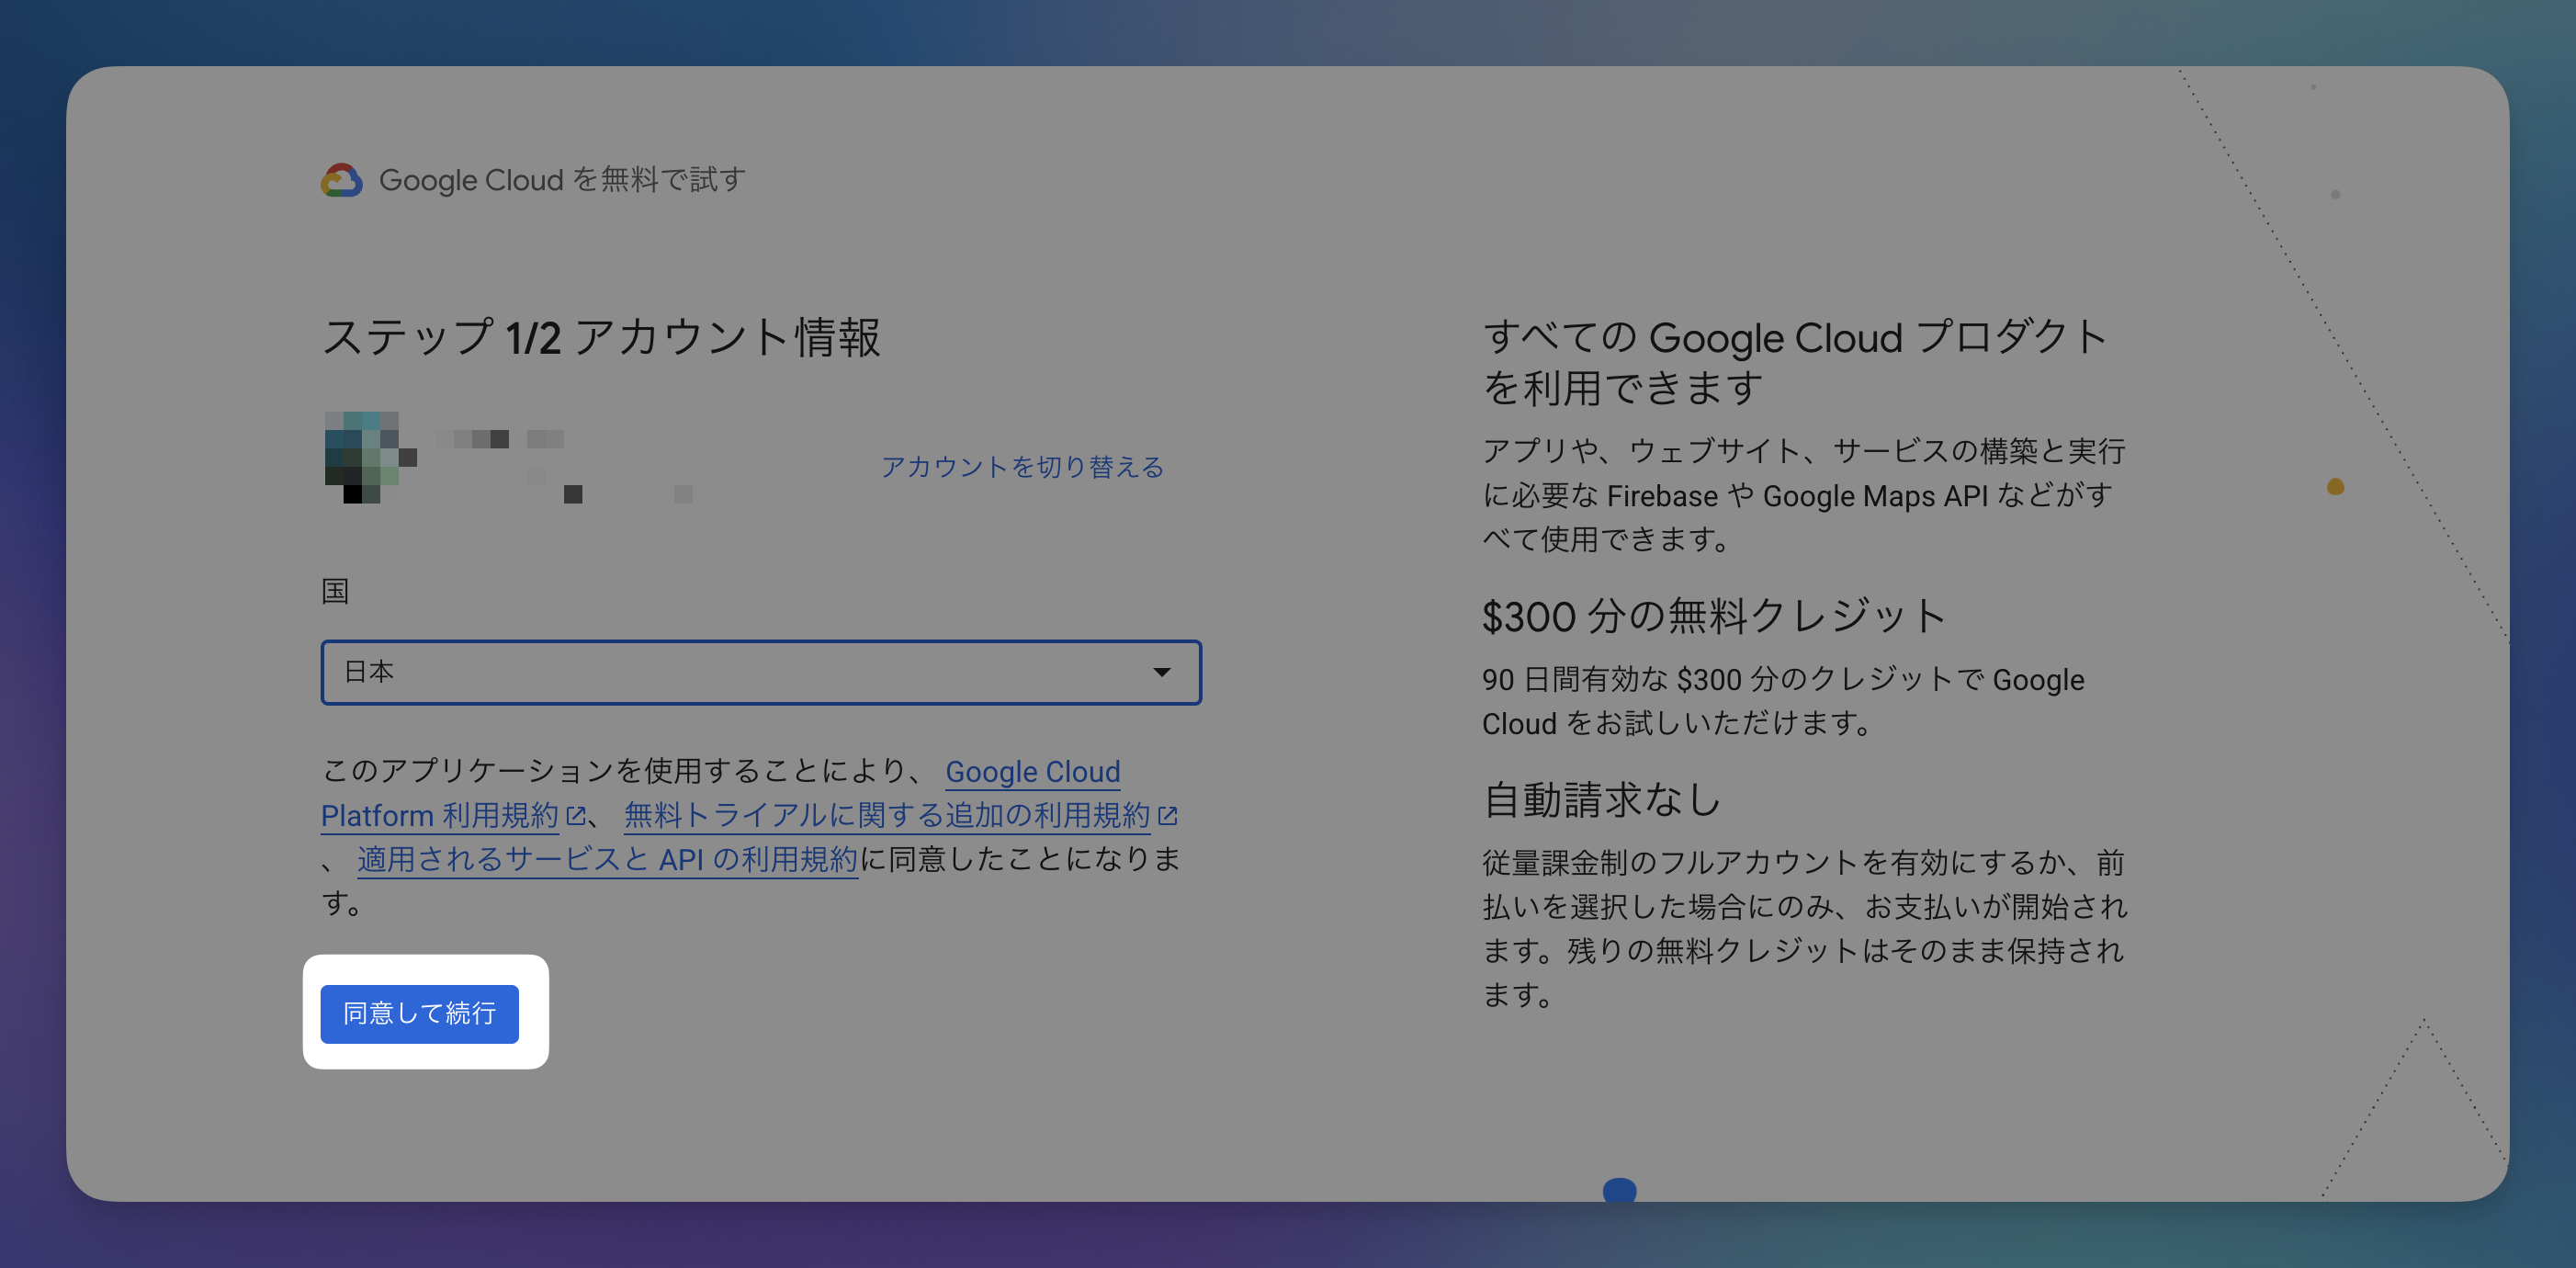 Google Cloud を無料で試す
ステップ 1/2 アカウント情報
アカウントを切り替える
国
日本
このアプリケーションを使用することにより、 Google Cloud
Platform 利用規約、 無料トライアルに関する追加の利用規約
、 適用されるサービスと API の利用規約に同意したことになりま
す。
同意して続行
すべての Google Cloud プロダクト
を利用できます
アプリや、ウェブサイト、サービスの構築と実行
に必要な Firebase や Google Maps API などがす
べて使用できます。
$300 分の無料クレジット
90 日間有効な $300 分のクレジットで Google
Cloud をお試しいただけます。
自動請求なし
従量課金制のフルアカウントを有効にするか、前
払いを選択した場合にのみ、お支払いが開始され
ます。残りの無料クレジットはそのまま保持され
ます。